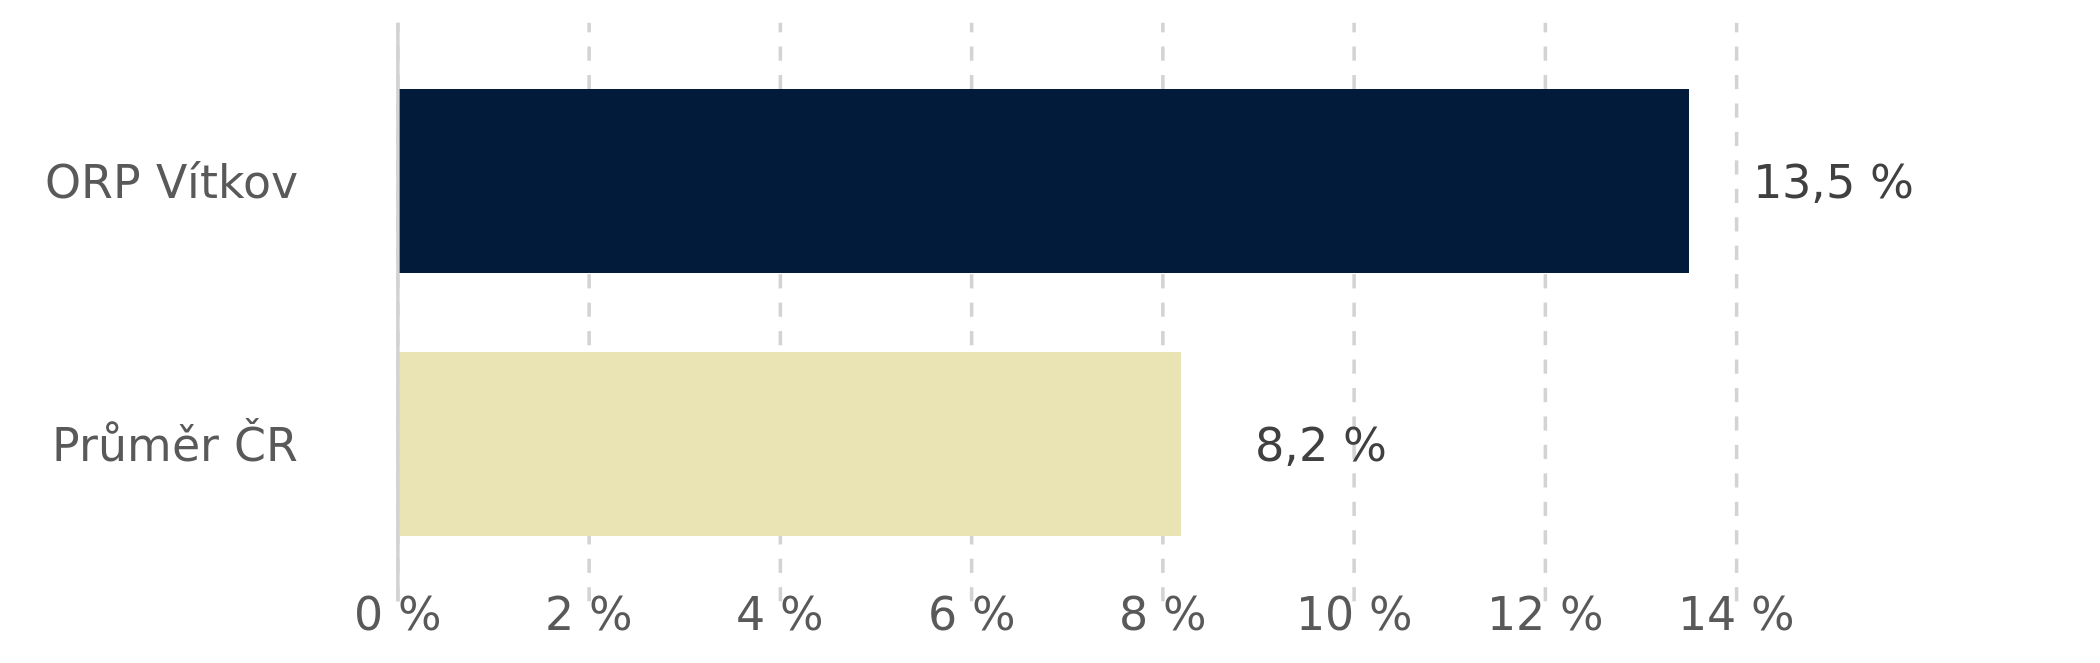 ORP Vítkov 13,5 %
Průměr ČR 8,2 %
0 % 2 % 4 % 6 % 8 % 10 % 12 % 14 %